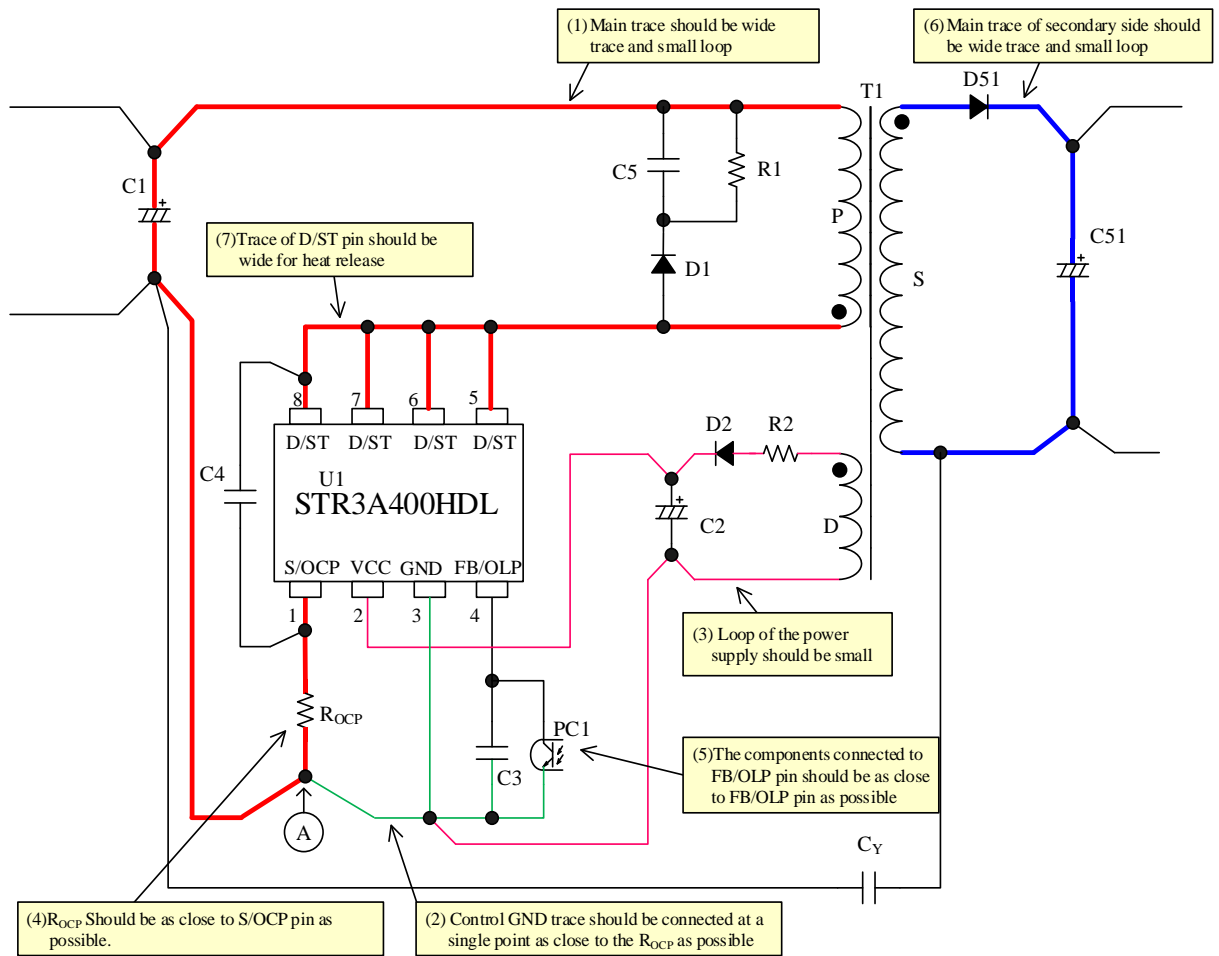 (1) Main trace should be wide
trace and small loop
(6) Main trace of secondary side should
be wide trace and small loop
D51
T1
C1
+
C5
R1
P
S
C51
+
(7)Trace of D/ST pin should be
wide for heat release
D1
8
7
6
5
D/ST
D/ST
D/ST
D/ST
D2
R2
C4
U1
STR3A400HDL
+
C2
D
S/OCP
VCC
GND
FB/OLP
1
2
3
4
(3) Loop of the power
supply should be small
ROCP
PC1
C3
(5)The components connected to
FB/OLP pin should be as close
to FB/OLP pin as possible
A
CY
(4)ROCP Should be as close to S/OCP pin as
possible.
(2) Control GND trace should be connected at a
single point as close to the ROCP as possible